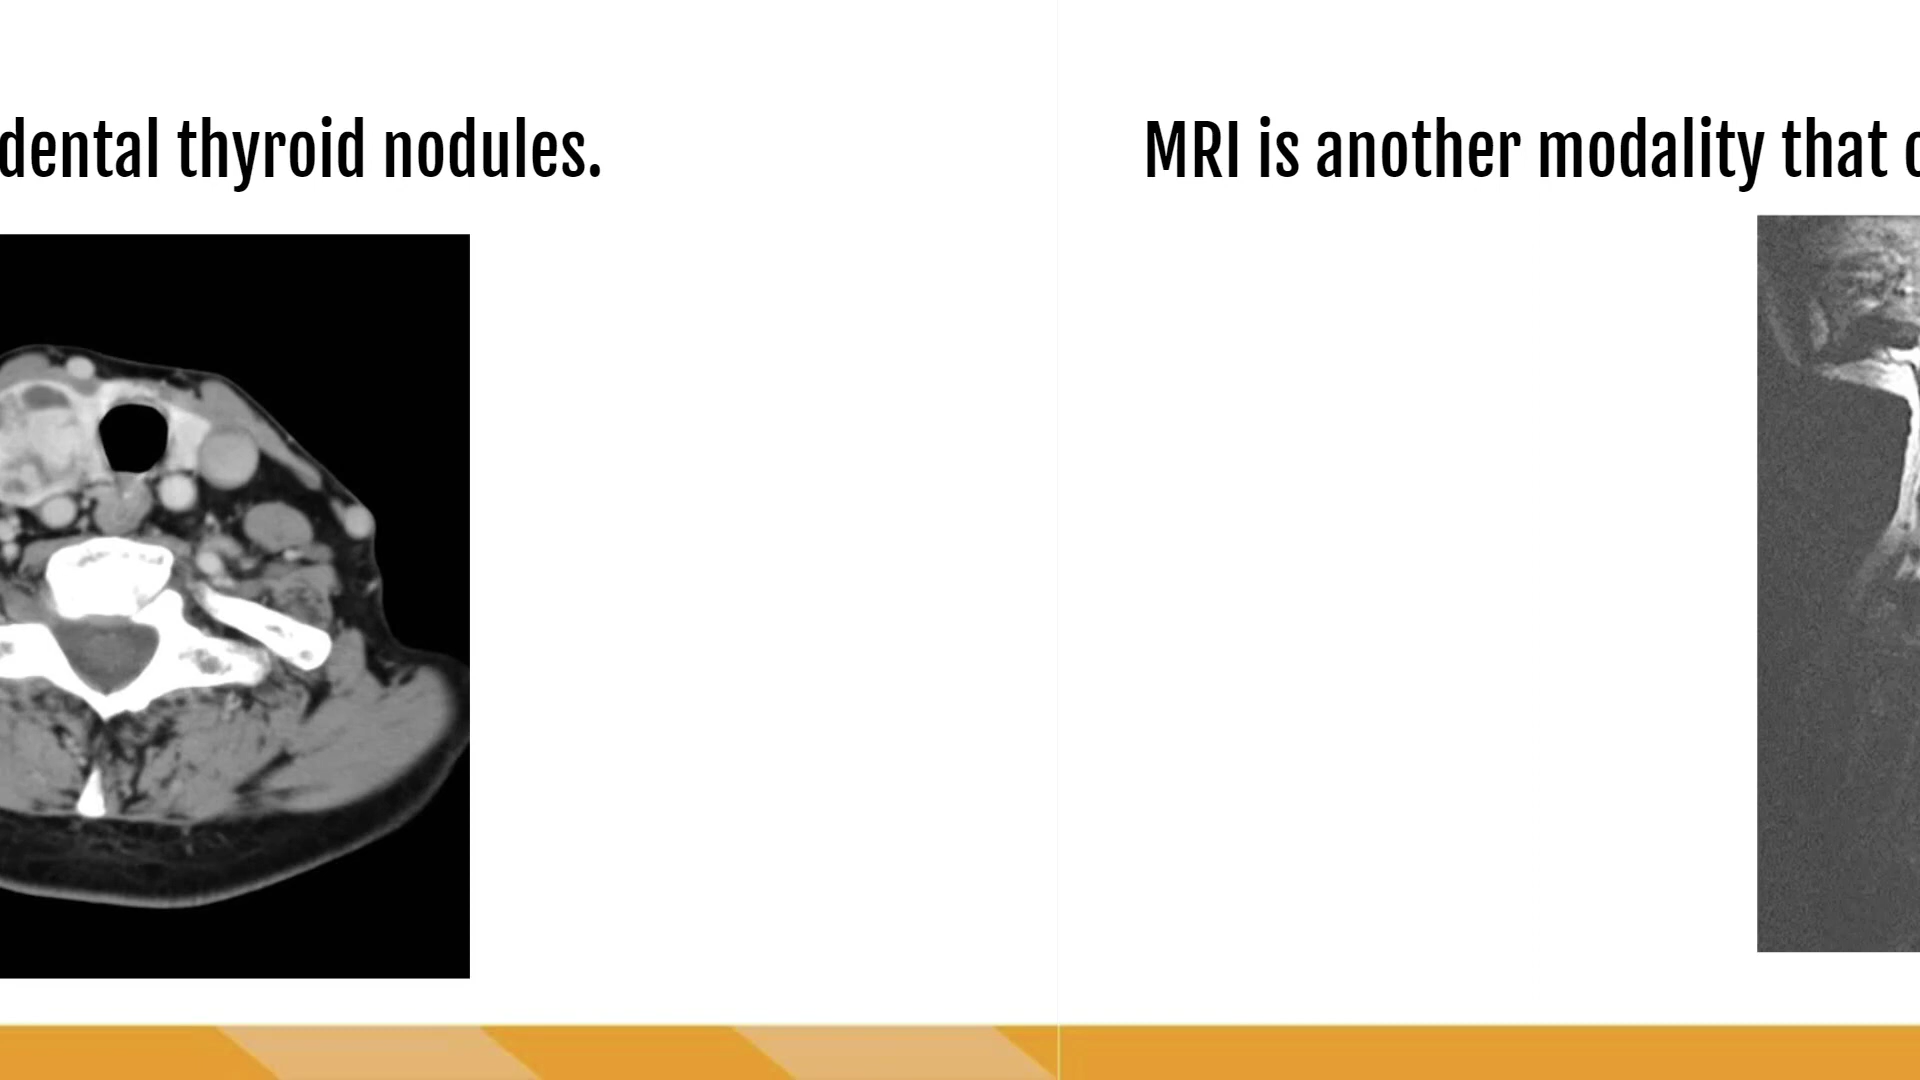 dental thyroid nodules.
MRI is another modality that